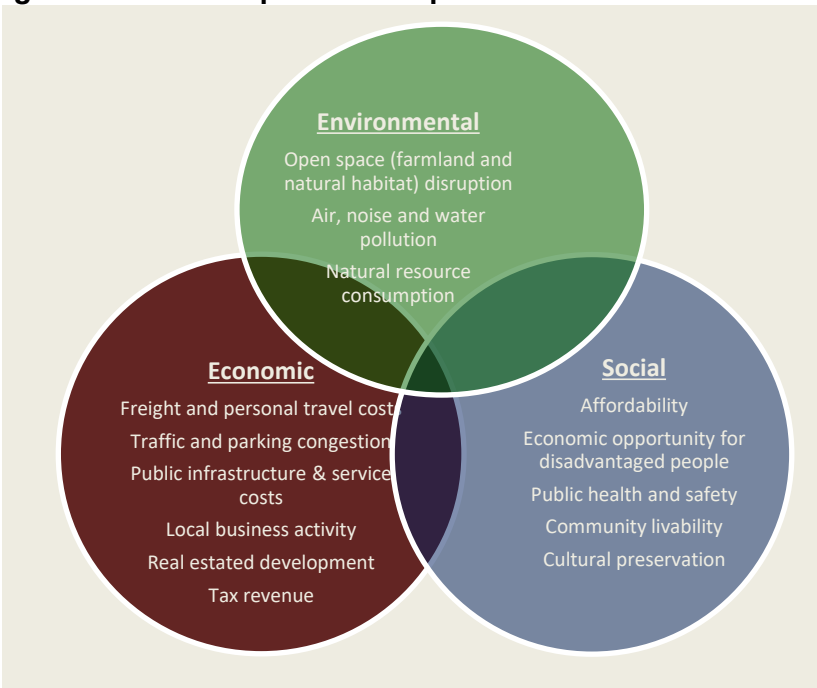 Environmental
Open space (farmland and
natural habitat) disruption
Air, noise and water
pollution
Natural resource
consumption
Economic
Freight and personal travel costs
Traffic and parking congestion
Public infrastructure & service
costs
Local business activity
Real estated development
Tax revenue
Social
Affordability
Economic opportunity for
disadvantaged people
Public health and safety
Community livability
Cultural preservation